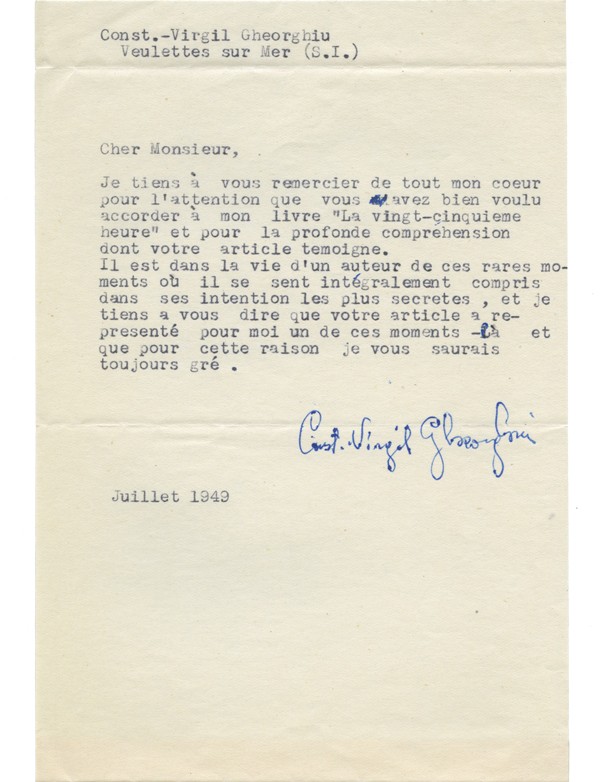 Const.-Virgil Gheorghiu
Veulettes sur Mer (S.I.)
Cher Monsieur,
Je tiens à vous remercier de tout mon coeur
pour l'attention que vous avez bien voulu
accorder à mon livre "La vingt-çinquieme
heure" et pour la profonde comprehension
dont votre article temoigne.
Il est dans la vie d'un auteur de ces rares mo-
ments où il se sent intégralement compris
dans ses intention les plus secretes , et je
tiens a vous dire que votre article a re-
presenté pour moi un de ces moments -là et
que pour cette raison je vous saurais
toujours gré .
Const. Virgil Gheorghiu
Juillet 1949